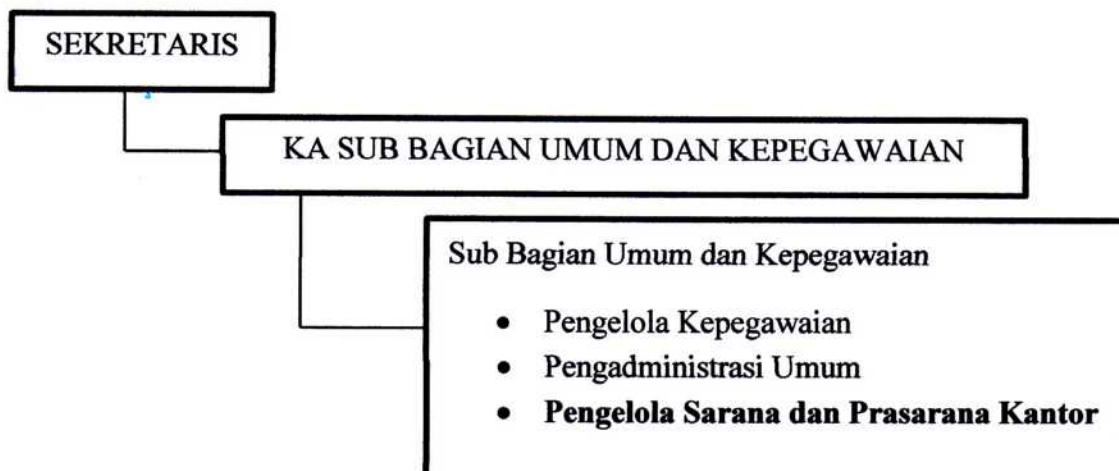 SEKRETARIS
KA SUB BAGIAN UMUM DAN KEPEGAWAIAN
Sub Bagian Umum dan Kepegawaian
• Pengelola Kepegawaian
• Pengadministrasi Umum
• Pengelola Sarana dan Prasarana Kantor